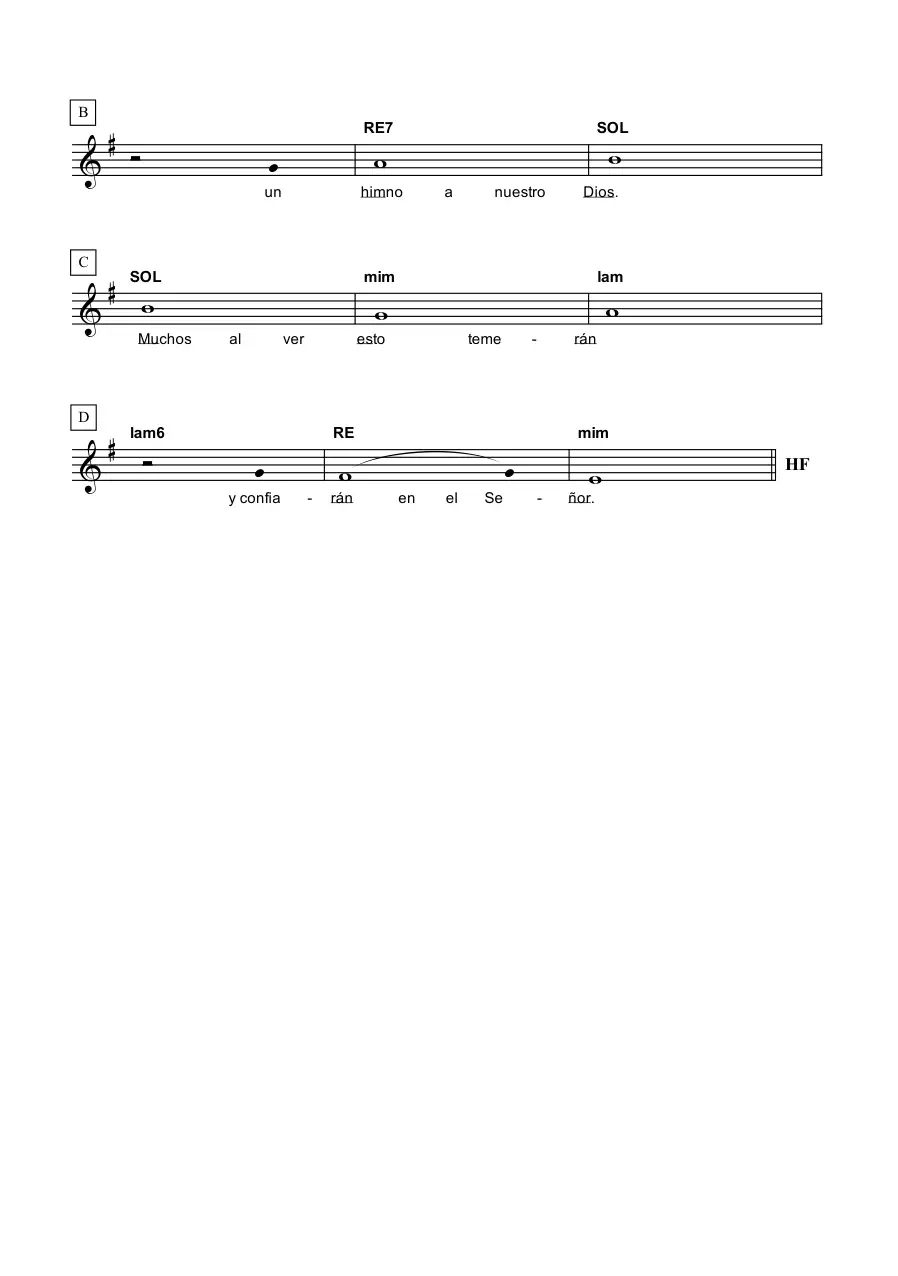 B
RE7 SOL
un himno a nuestro Dios.
C
SOL mim lam
Muchos al ver esto teme - rán
D
lam6 RE mim
HF
y confia - rán en el Se - ñor.